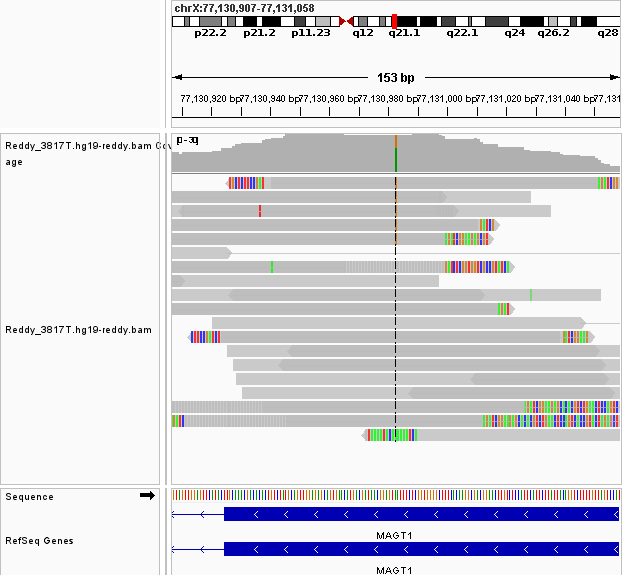 chrX:77,130,907-77,131,058
p22.2 p21.2 p11.23 q12 q21.1 q22.1 q24 q26.2 q28
153 bp
77,130,920 bp 77,130,940 bp 77,130,960 bp 77,130,980 bp 77,131,000 bp 77,131,020 bp 77,131,040 bp 77,131
Reddy_3817T.hg19-reddy.bam Cov
age
Reddy_3817T.hg19-reddy.bam
Sequence
MAGT1
RefSeq Genes
MAGT1